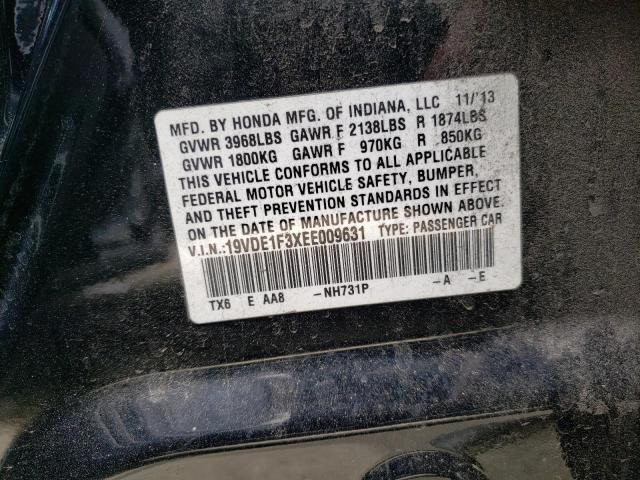 MFD. BY HONDA MFG. OF INDIANA, LLC 11/'13
GVWR 3968LBS GAWR F 2138LBS R 1874LBS
GVWR 1800KG GAWR F 970KG R 850KG
THIS VEHICLE CONFORMS TO ALL APPLICABLE
FEDERAL MOTOR VEHICLE SAFETY, BUMPER,
AND THEFT PREVENTION STANDARDS IN EFFECT
ON THE DATE OF MANUFACTURE SHOWN ABOVE.
V.I.N.:19VDE1F3XEE009631 TYPE: PASSENGER CAR
TX6 E AA8 -NH731P -A -E